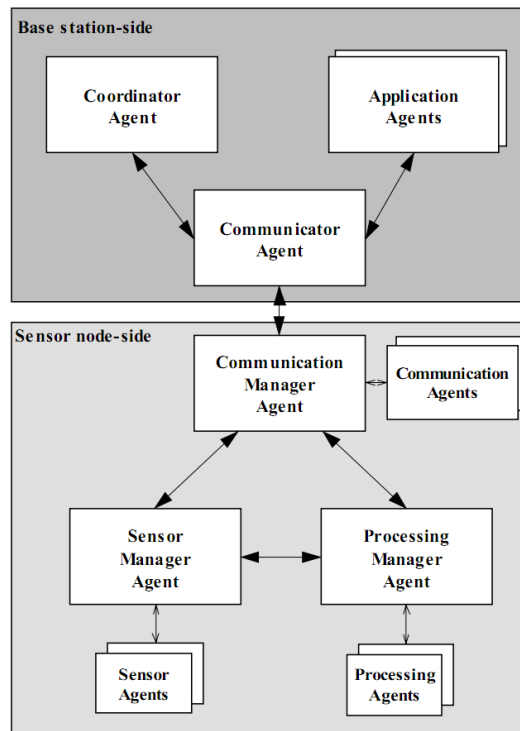 Base station-side
Coordinator
Agent
Application
Agents
Communicator
Agent
Sensor node-side
Communication
Manager
Agent
Communication
Agents
Sensor
Manager
Agent
Processing
Manager
Agent
Sensor
Agents
Processing
Agents